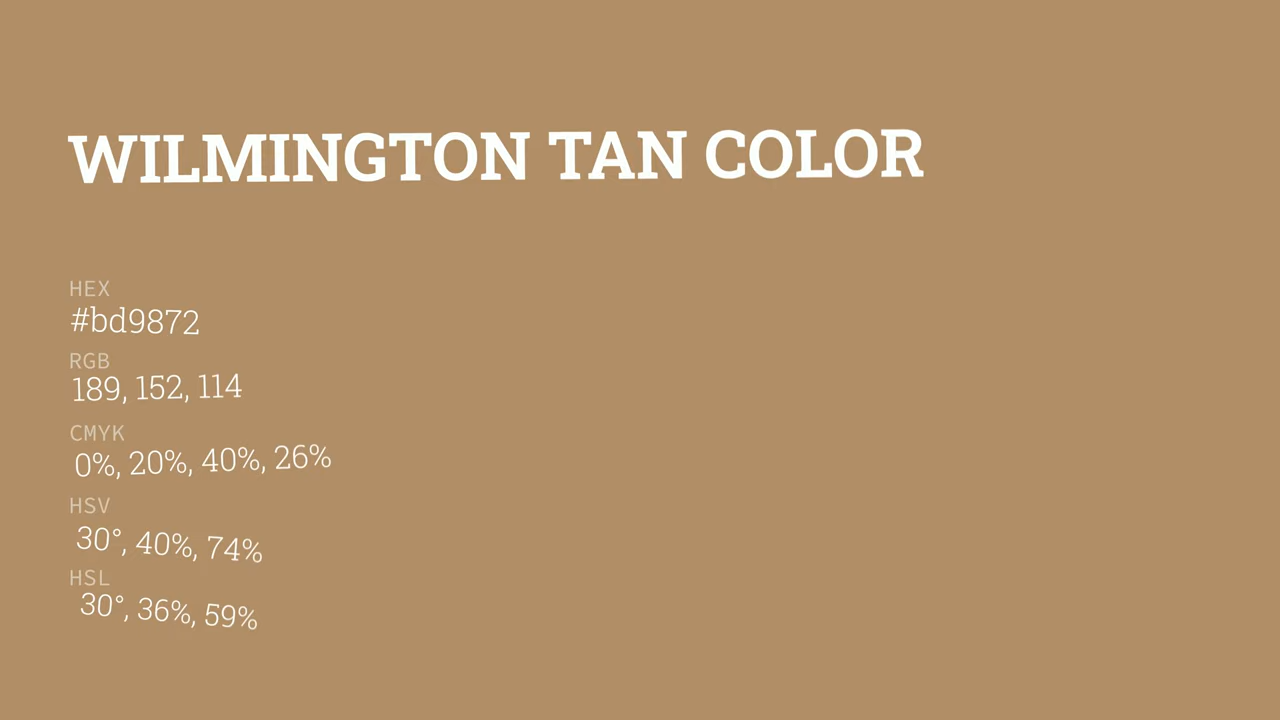 WILMINGTON TAN COLOR
HEX
#bd9872
RGB
189, 152, 114
CMYK
0%, 20%, 40%, 26%
HSV
30°, 40%, 74%
HSL
30°, 36%, 59%